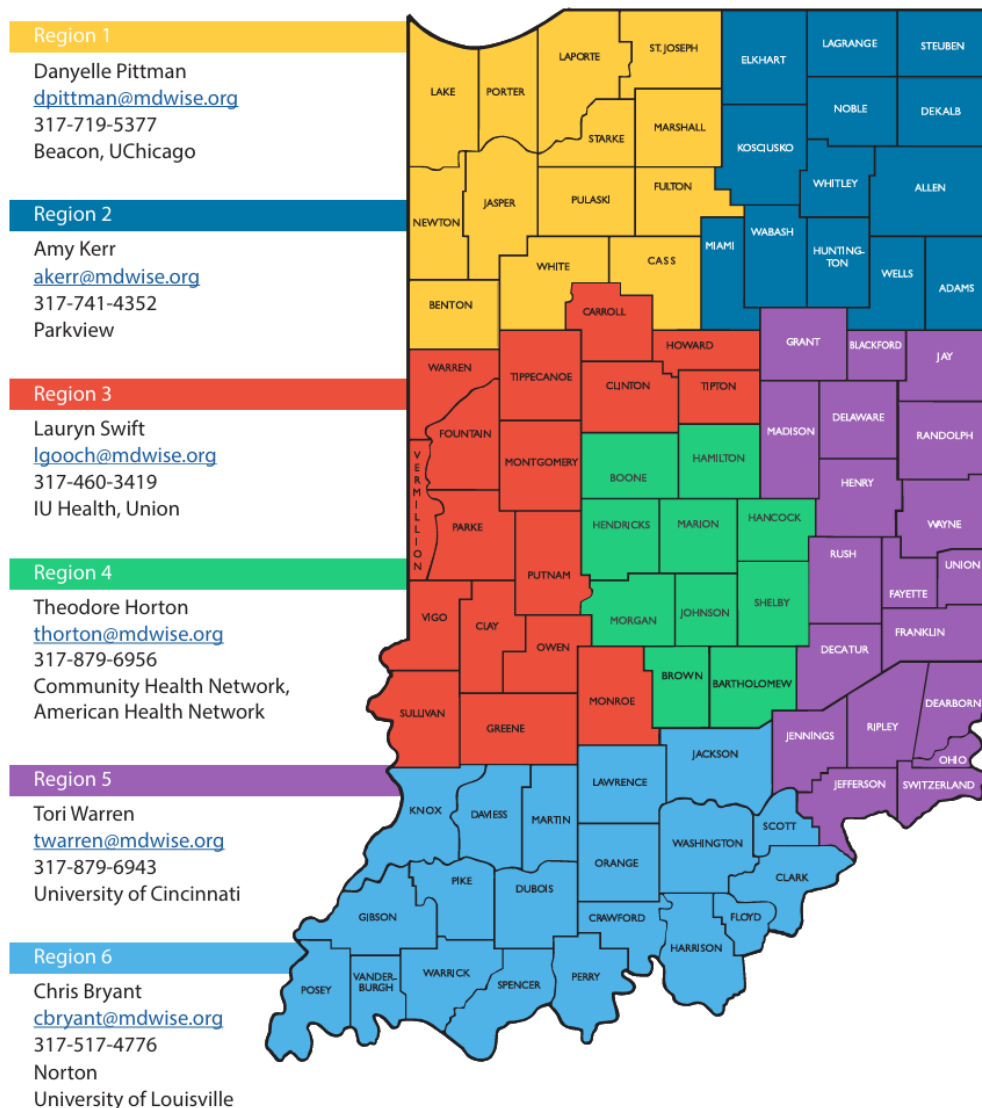 Region 1
Danyelle Pittman
dpittman@mdwise.org
317-719-5377
Beacon, UChicago
Region 2
Amy Kerr
akerr@mdwise.org
317-741-4352
Parkview
Region 3
Lauryn Swift
lgooch@mdwise.org
317-460-3419
IU Health, Union
Region 4
Theodore Horton
thorton@mdwise.org
317-879-6956
Community Health Network,
American Health Network
Region 5
Tori Warren
twarren@mdwise.org
317-879-6943
University of Cincinnati
Region 6
Chris Bryant
cbryant@mdwise.org
317-517-4776
Norton
University of Louisville
LAKE
PORTER
LAPORTE
ST. JOSEPH
ELKHART
LAGRANGE
STEUBEN
NOBLE
DEKALB
STARKE
MARSHALL
KOSCIUSKO
WHITLEY
ALLEN
NEWTON
JASPER
PULASKI
FULTON
MIAMI
WABASH
HUNTING-
TON
WELLS
ADAMS
BENTON
WHITE
CASS
CARROLL
HOWARD
GRANT
BLACKFORD
JAY
WARREN
TIPPECANOE
CLINTON
TIPTON
MADISON
DELAWARE
RANDOLPH
FOUNTAIN
VERMILLION
MONTGOMERY
BOONE
HAMILTON
HENRY
PARKE
PUTNAM
HENDRICKS
MARION
HANCOCK
WAYNE
RUSH
FAYETTE
UNION
VIGO
CLAY
OWEN
MORGAN
JOHNSON
SHELBY
FRANKLIN
DECATUR
SULLIVAN
GREENE
MONROE
BROWN
BARTHOLOMEW
JENNINGS
RIPLEY
DEARBORN
OHIO
JEFFERSON
SWITZERLAND
KNOX
DAVIESS
MARTIN
LAWRENCE
JACKSON
SCOTT
WASHINGTON
ORANGE
CLARK
GIBSON
PIKE
DUBOIS
CRAWFORD
FLOYD
HARRISON
POSEY
VANDER-
BURGH
WARRICK
SPENCER
PERRY